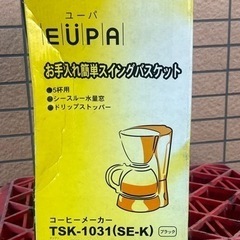 ユーパ
EÜPA
お手入れ簡単スイングバスケット
●5杯用
●シースルー水量窓
●ドリップストッパー
コーヒーメーカー
TSK-1031(SE-K) ブラック